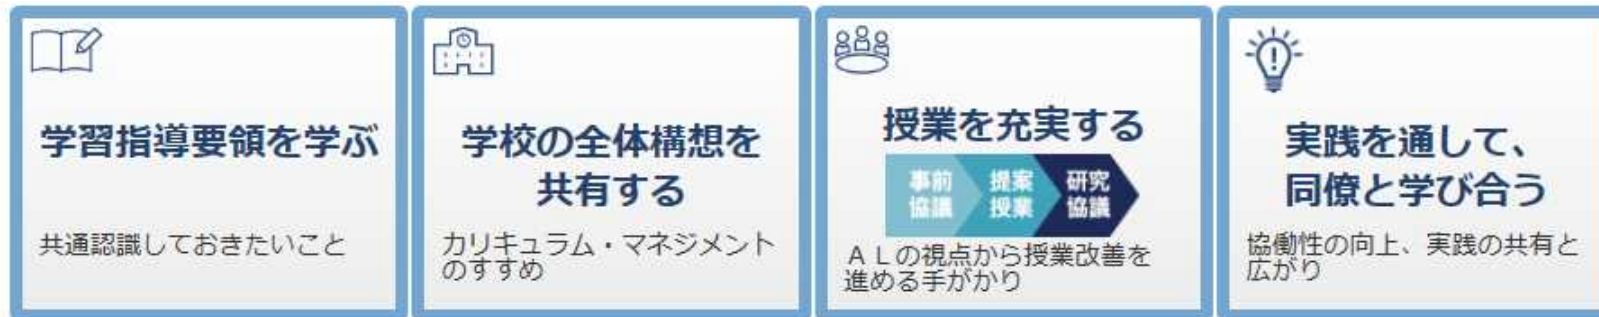 学習指導要領を学ぶ
共通認識しておきたいこと
学校の全体構想を
共有する
カリキュラム・マネジメント
のすすめ
授業を充実する
事前
協議
提案
授業
研究
協議
ＡＬの視点から授業改善を
進める手がかり
実践を通して、
同僚と学び合う
協働性の向上、実践の共有と
広がり